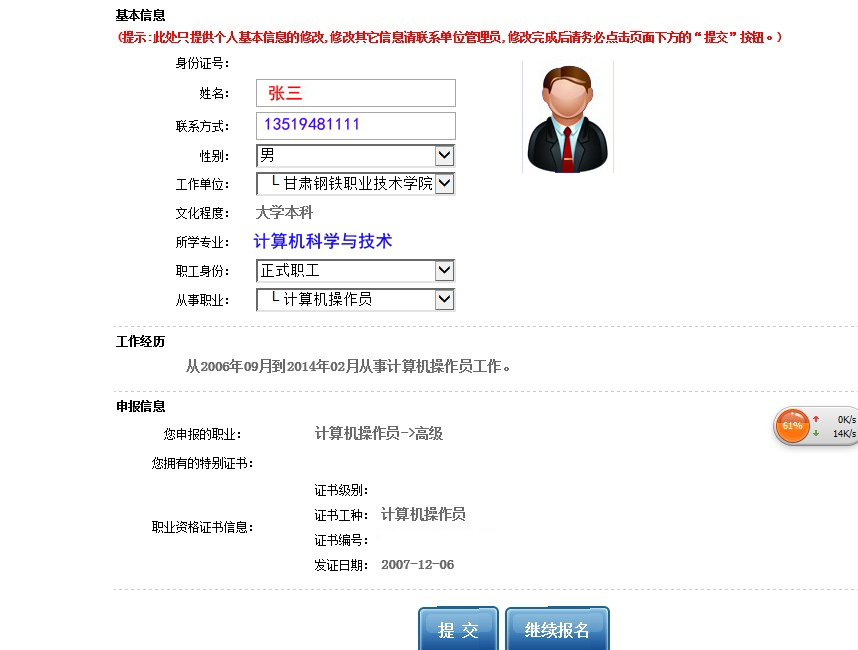 基本信息
(提示:此处只提供个人基本信息的修改,修改其它信息请联系单位管理员,修改完成后请务必点击页面下方的“提交”按钮。)
身份证号:
姓名: 张三
联系方式: 13519481111
性别: 男
工作单位: └ 甘肃钢铁职业技术学院
文化程度: 大学本科
所学专业: 计算机科学与技术
职工身份: 正式职工
从事职业: └ 计算机操作员
工作经历
从2006年09月到2014年02月从事计算机操作员工作。
申报信息
您申报的职业: 计算机操作员->高级
61% 0K/s
14K/s
您拥有的特别证书:
证书级别:
证书工种: 计算机操作员
职业资格证书信息:
证书编号:
发证日期: 2007-12-06
提 交 继续报名